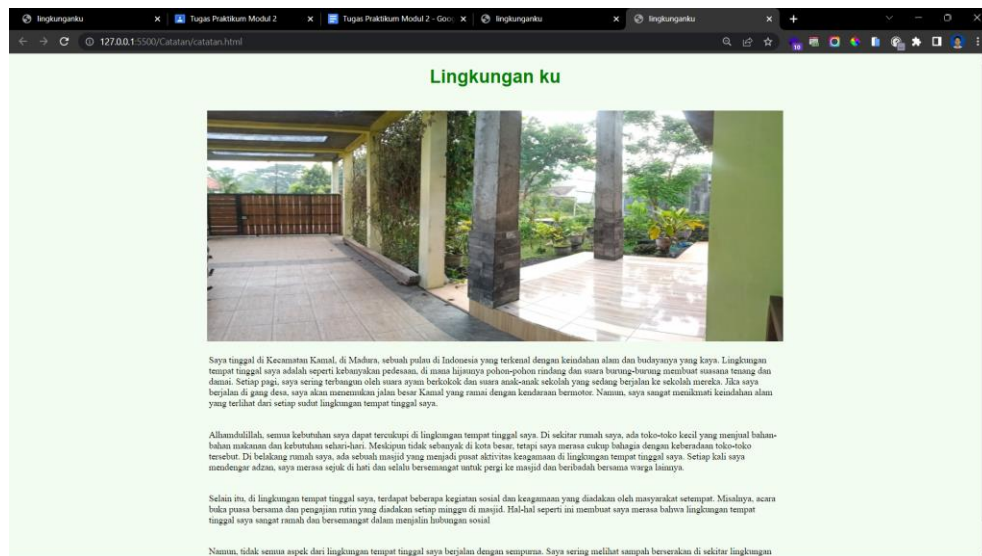 lingkunganku
Tugas Praktikum Modul 2
Tugas Praktikum Modul 2 - Goo
lingkunganku
lingkunganku
127.0.0.1:5500/Catatan/catatan.html
10
Lingkungan ku
Saya tinggal di Kecamatan Kamal, di Madura, sebuah pulau di Indonesia yang terkenal dengan keindahan alam dan budayanya yang kaya. Lingkungan
tempat tinggal saya adalah seperti kebanyakan pedesaan, di mana hijaunya pohon-pohon rindang dan suara burung-burung membuat suasana tenang dan
damai. Setiap pagi, saya sering terbangun oleh suara ayam berkokok dan suara anak-anak sekolah yang sedang berjalan ke sekolah mereka. Jika saya
berjalan di gang desa, saya akan menemukan jalan besar Kamal yang ramai dengan kendaraan bermotor. Namun, saya sangat menikmati keindahan alam
yang terlihat dari setiap sudut lingkungan tempat tinggal saya.
Alhamdulillah, semua kebutuhan saya dapat tercukupi di lingkungan tempat tinggal saya. Di sekitar rumah saya, ada toko-toko kecil yang menjual bahan-
bahan makanan dan kebutuhan sehari-hari. Meskipun tidak sebanyak di kota besar, tetapi saya merasa cukup bahagia dengan keberadaan toko-toko
tersebut. Di belakang rumah saya, ada sebuah masjid yang menjadi pusat aktivitas keagamaan di lingkungan tempat tinggal saya. Setiap kali saya
mendengar adzan, saya merasa sejuk di hati dan selalu bersemangat untuk pergi ke masjid dan beribadah bersama warga lainnya.
Selain itu, di lingkungan tempat tinggal saya, terdapat beberapa kegiatan sosial dan keagamaan yang diadakan oleh masyarakat setempat. Misalnya, acara
buka puasa bersama dan pengajian rutin yang diadakan setiap minggu di masjid. Hal-hal seperti ini membuat saya merasa bahwa lingkungan tempat
tinggal saya sangat ramah dan bersemangat dalam menjalin hubungan sosial
Namun, tidak semua aspek dari lingkungan tempat tinggal saya berjalan dengan sempurna. Saya sering melihat sampah berserakan di sekitar lingkungan